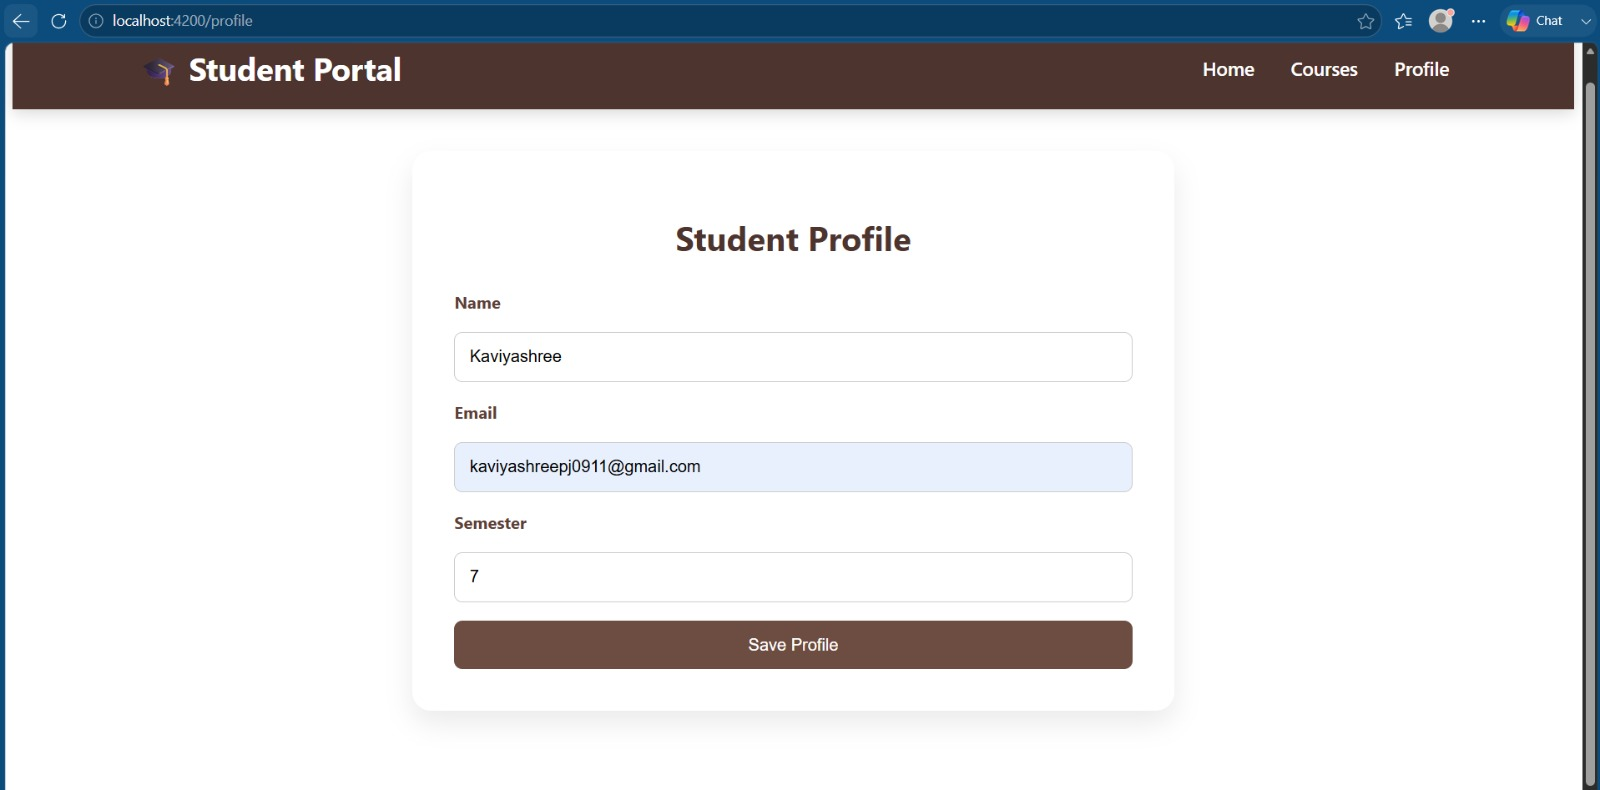 localhost:4200/profile
Chat
🎓 Student Portal
Home
Courses
Profile
Student Profile
Name
Kaviyashree
Email
kaviyashreepj0911@gmail.com
Semester
7
Save Profile